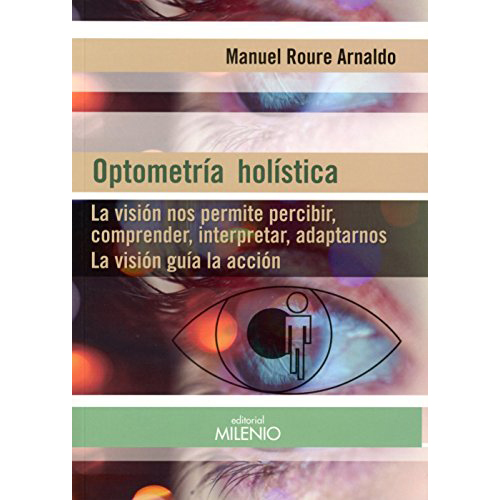 Manuel Roure Arnaldo
Optometría holística
La visión nos permite percibir,
comprender, interpretar, adaptarnos
La visión guía la acción
editorial
MILENIO